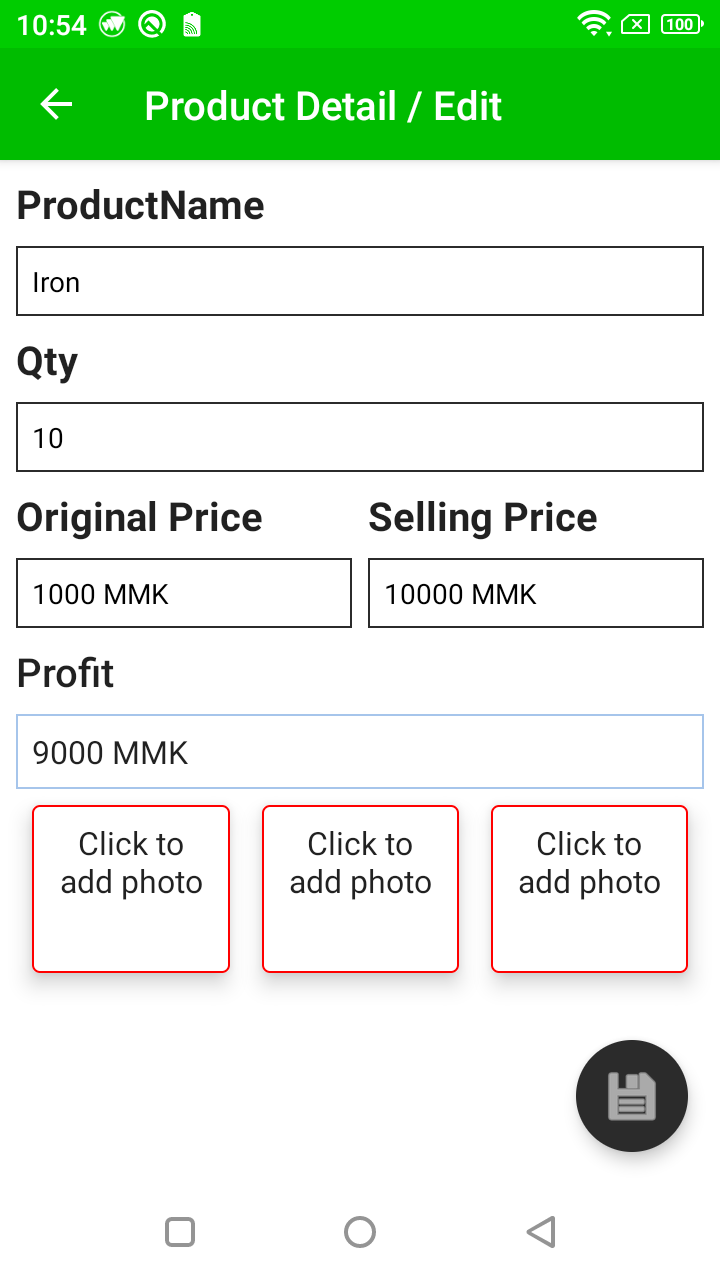 10:54
100
Product Detail / Edit
ProductName
Iron
Qty
10
Original Price
Selling Price
1000 MMK
10000 MMK
Profit
9000 MMK
Click to
add photo
Click to
add photo
Click to
add photo